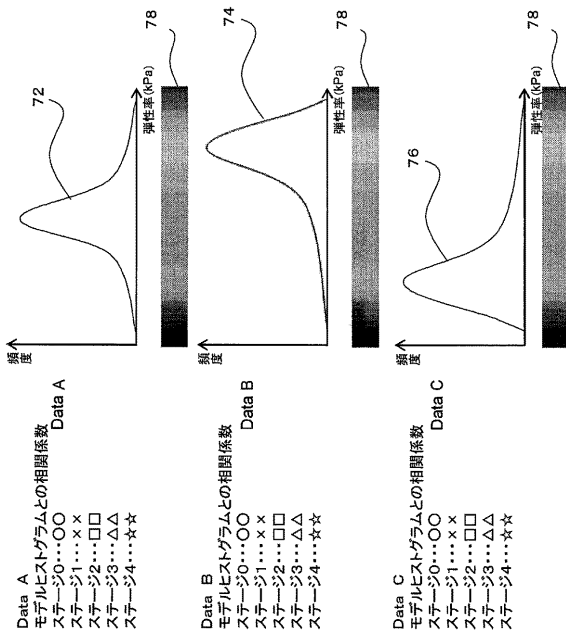 Data A
モデルヒストグラムとの相関係数
ステージ0･･･○○
ステージ1･･･××
ステージ2･･･□□
ステージ3･･･△△
ステージ4･･･☆☆
Data A
頻度
72
弾性率(kPa)
78
Data B
モデルヒストグラムとの相関係数
ステージ0･･･○○
ステージ1･･･××
ステージ2･･･□□
ステージ3･･･△△
ステージ4･･･☆☆
Data B
頻度
74
弾性率(kPa)
78
Data C
モデルヒストグラムとの相関係数
ステージ0･･･○○
ステージ1･･･××
ステージ2･･･□□
ステージ3･･･△△
ステージ4･･･☆☆
Data C
頻度
76
弾性率(kPa)
78